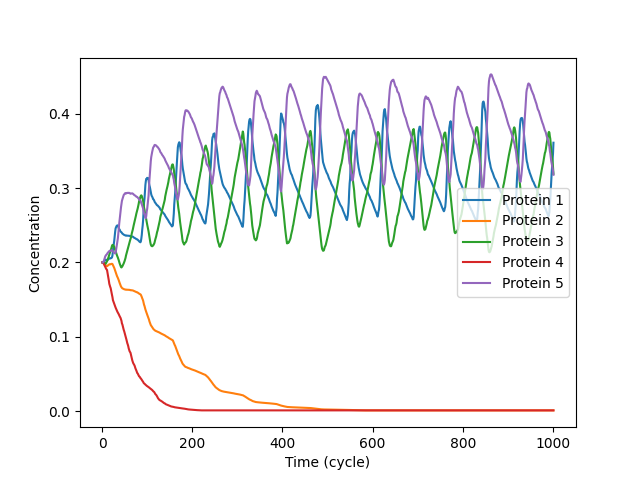 Concentration
0.4
0.3
0.2
0.1
0.0
Protein 1
Protein 2
Protein 3
Protein 4
Protein 5
0 200 400 600 800 1000
Time (cycle)